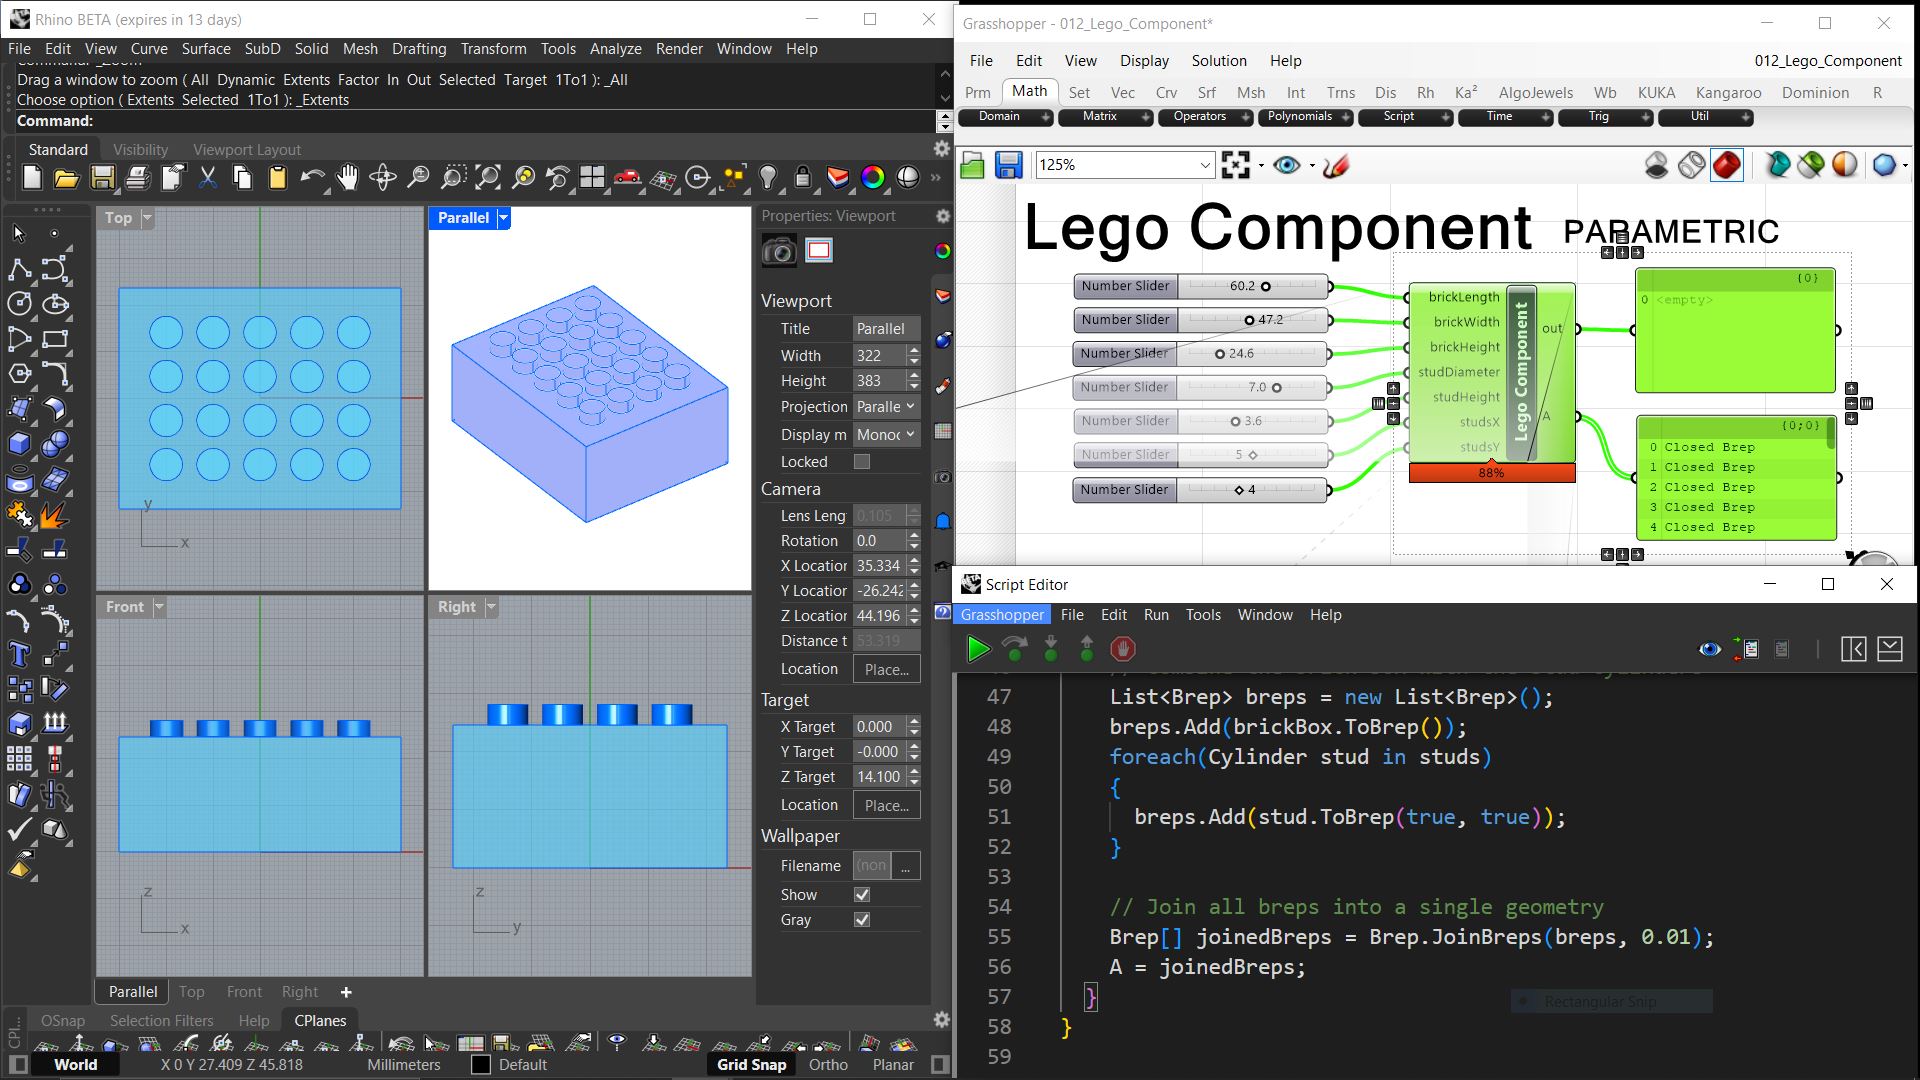 Rhino BETA (expires in 13 days)
File Edit View Curve Surface SubD Solid Mesh Drafting Transform Tools Analyze Render Window Help
Drag a window to zoom ( All Dynamic Extents Factor In Out Selected Target 1To1 ): _All
Choose option ( Extents Selected 1To1 ): _Extents
Command:
Standard Visibility Viewport Layout
Top
Parallel
Front
Right
y
x
z
x
z
y
Properties: Viewport
Viewport
Title Parallel
Width 322
Height 383
Projection Paralle
Display m Monoc
Locked
Camera
Lens Leng 0.105
Rotation 0.0
X Locatior 35.334
Y Locatior -26.242
Z Locatior 44.196
Distance t 53.319
Location Place...
Target
X Target 0.000
Y Target -0.000
Z Target 14.100
Location Place...
Wallpaper
Filename (non ...
Show
Gray
Parallel Top Front Right
OSnap Selection Filters Help CPlanes
CPl...
World X 0 Y 27.409 Z 45.818 Millimeters Default Grid Snap Ortho Planar
Grasshopper - 012_Lego_Component*
File Edit View Display Solution Help 012_Lego_Component
Prm Math Set Vec Crv Srf Msh Int Trns Dis Rh Ka² AlgoJewels Wb KUKA Kangaroo Dominion R
Domain Matrix Operators Polynomials Script Time Trig Util
125%
Lego Component PARAMETRIC
Number Slider 60.2
Number Slider 47.2
Number Slider 24.6
Number Slider 7.0
Number Slider 3.6
Number Slider 5
Number Slider 4
brickLength
brickWidth
brickHeight
studDiameter
studHeight
studsX
studsY
Lego Component
out
A
88%
{0}
0 <empty>
{0;0}
0 Closed Brep
1 Closed Brep
2 Closed Brep
3 Closed Brep
4 Closed Brep
Script Editor
Grasshopper File Edit Run Tools Window Help
47 List<Brep> breps = new List<Brep>();
48 breps.Add(brickBox.ToBrep());
49 foreach(Cylinder stud in studs)
50 {
51 breps.Add(stud.ToBrep(true, true));
52 }
53
54 // Join all breps into a single geometry
55 Brep[] joinedBreps = Brep.JoinBreps(breps, 0.01);
56 A = joinedBreps;
57 }
58 }
59
Rectangular Snip